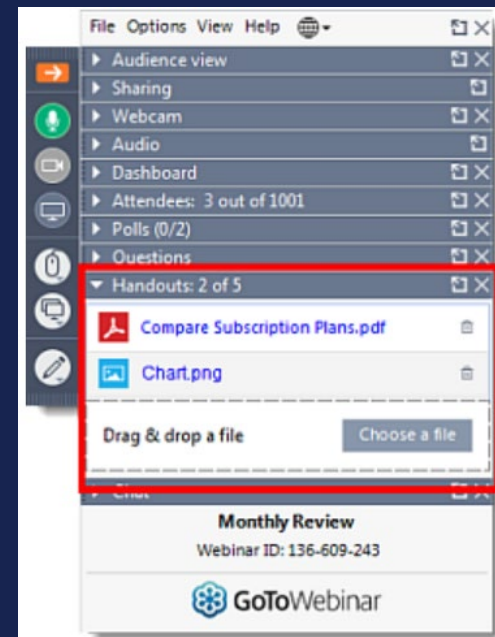 File Options View Help
Audience view
Sharing
Webcam
Audio
Dashboard
Attendees: 3 out of 1001
Polls (0/2)
Questions
Handouts: 2 of 5
Compare Subscription Plans.pdf
Chart.png
Drag & drop a file Choose a file
Chat
Monthly Review
Webinar ID: 136-609-243
GoToWebinar